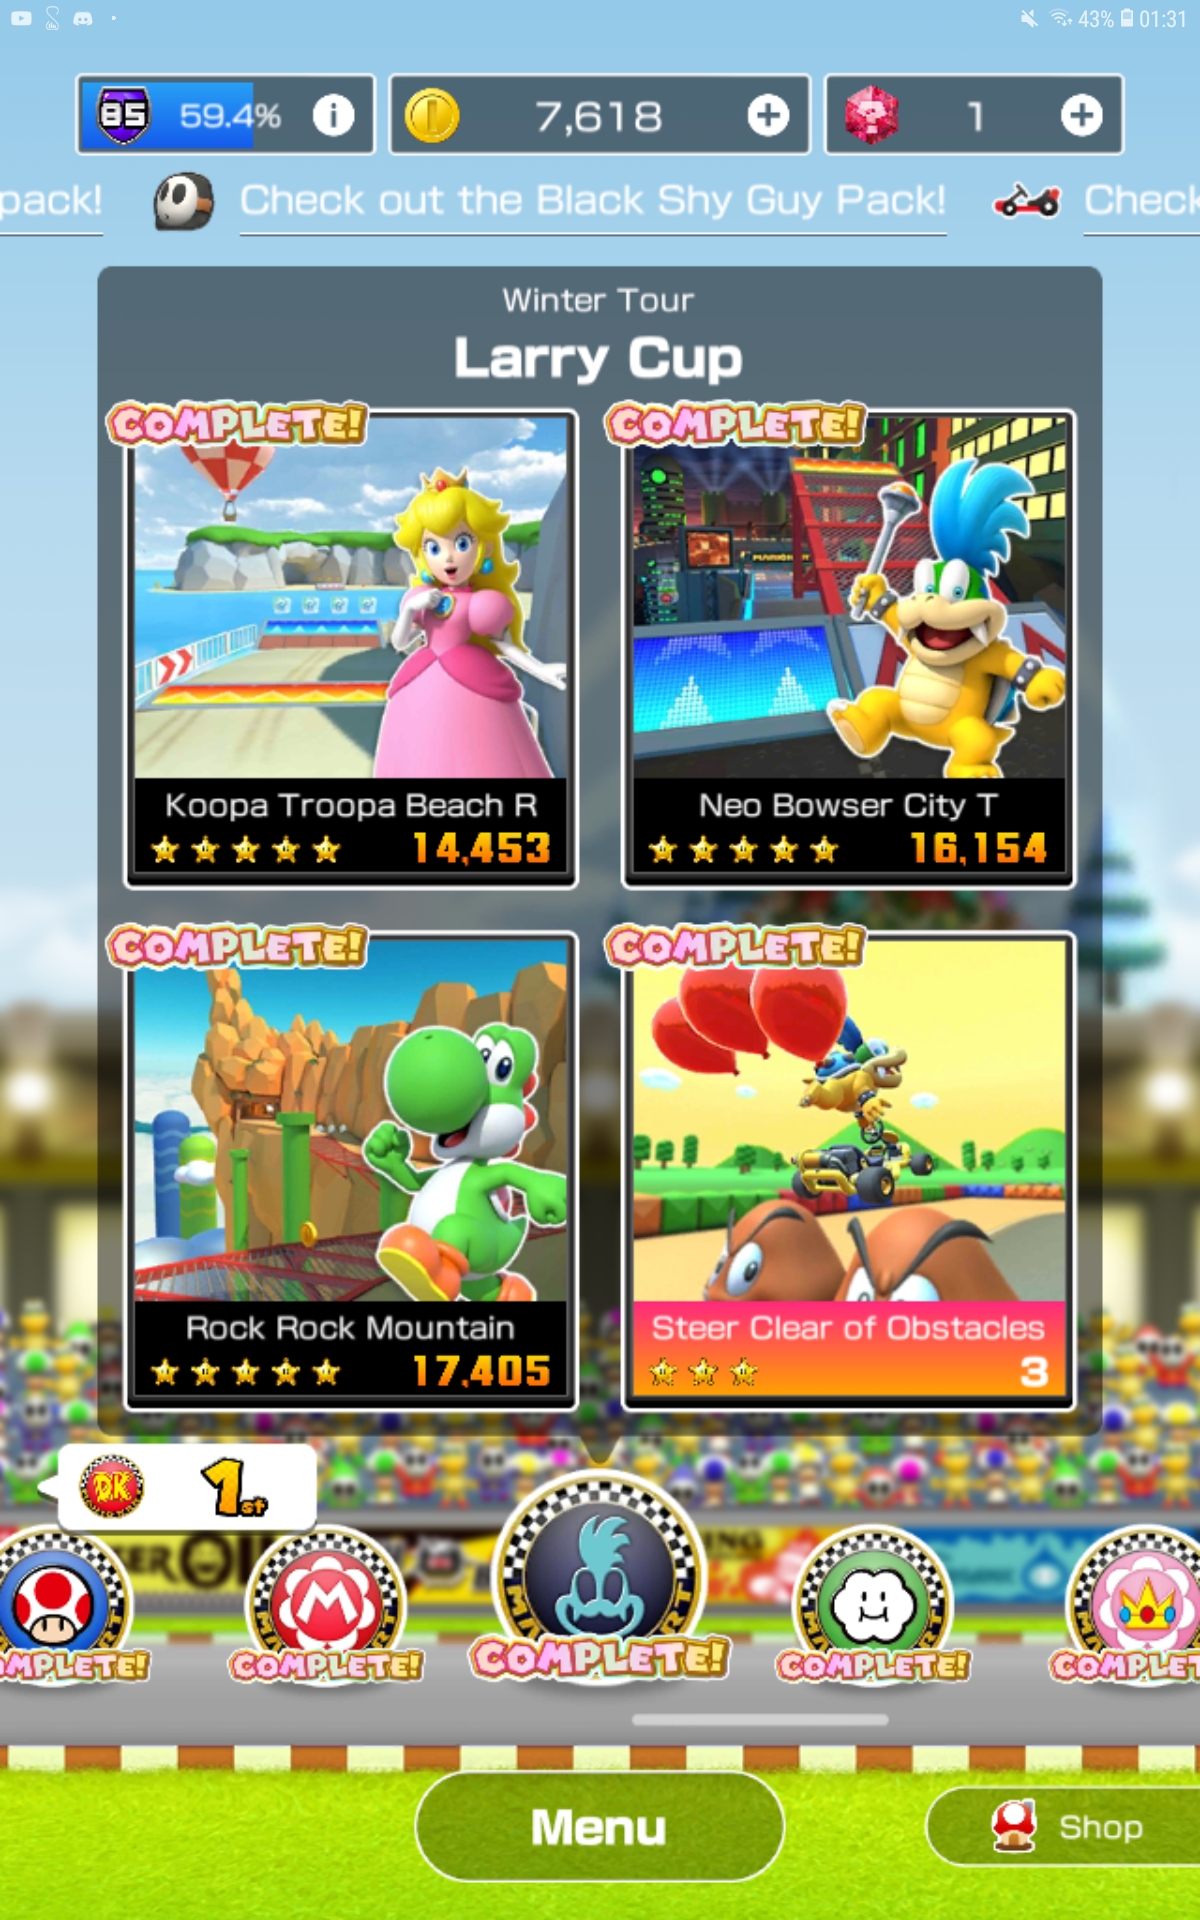 43% 01:31
85 59.4% i 7,618 + 1 +
pack! Check out the Black Shy Guy Pack! Check
Winter Tour
Larry Cup
COMPLETE! COMPLETE!
Koopa Troopa Beach R
14,453
Neo Bowser City T
16,154
COMPLETE! COMPLETE!
Rock Rock Mountain
17,405
Steer Clear of Obstacles
3
DK 1st
M
COMPLETE! COMPLETE! COMPLETE! COMPLETE! COMPLET
Menu
Shop